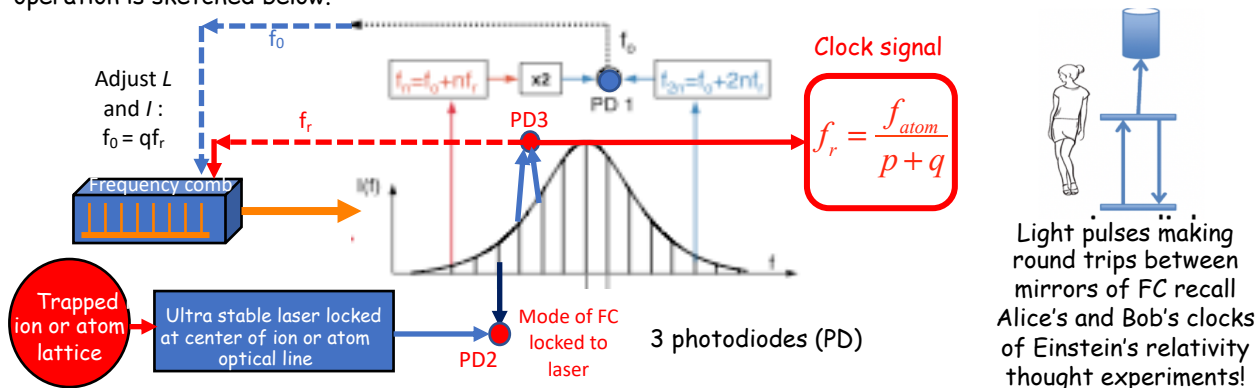 operation is sketched below:
f₀
f₀
Clock signal
Adjust L
and I :
f₀ = qfᵣ
fₙ=f₀+nfᵣ
x2
PD 1
f₂ₙ=f₀+2nfᵣ
fᵣ
PD3
fᵣ = f_atom / (p + q)
Frequency comb
I(f)
f
Trapped
ion or atom
lattice
Ultra stable laser locked
at center of ion or atom
optical line
PD2
Mode of FC
locked to
laser
3 photodiodes (PD)
Light pulses making
round trips between
mirrors of FC recall
Alice's and Bob's clocks
of Einstein's relativity
thought experiments!